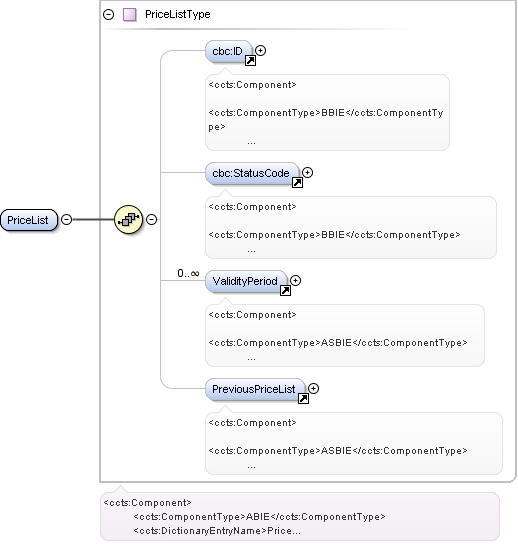 PriceListType
cbc:ID
<ccts:Component>
<ccts:ComponentType>BBIE</ccts:ComponentTy
pe>
...
cbc:StatusCode
<ccts:Component>
<ccts:ComponentType>BBIE</ccts:ComponentType>
...
PriceList
0..∞
ValidityPeriod
<ccts:Component>
<ccts:ComponentType>ASBIE</ccts:ComponentType>
...
PreviousPriceList
<ccts:Component>
<ccts:ComponentType>ASBIE</ccts:ComponentType>
...
<ccts:Component>
<ccts:ComponentType>ABIE</ccts:ComponentType>
<ccts:DictionaryEntryName>Price...